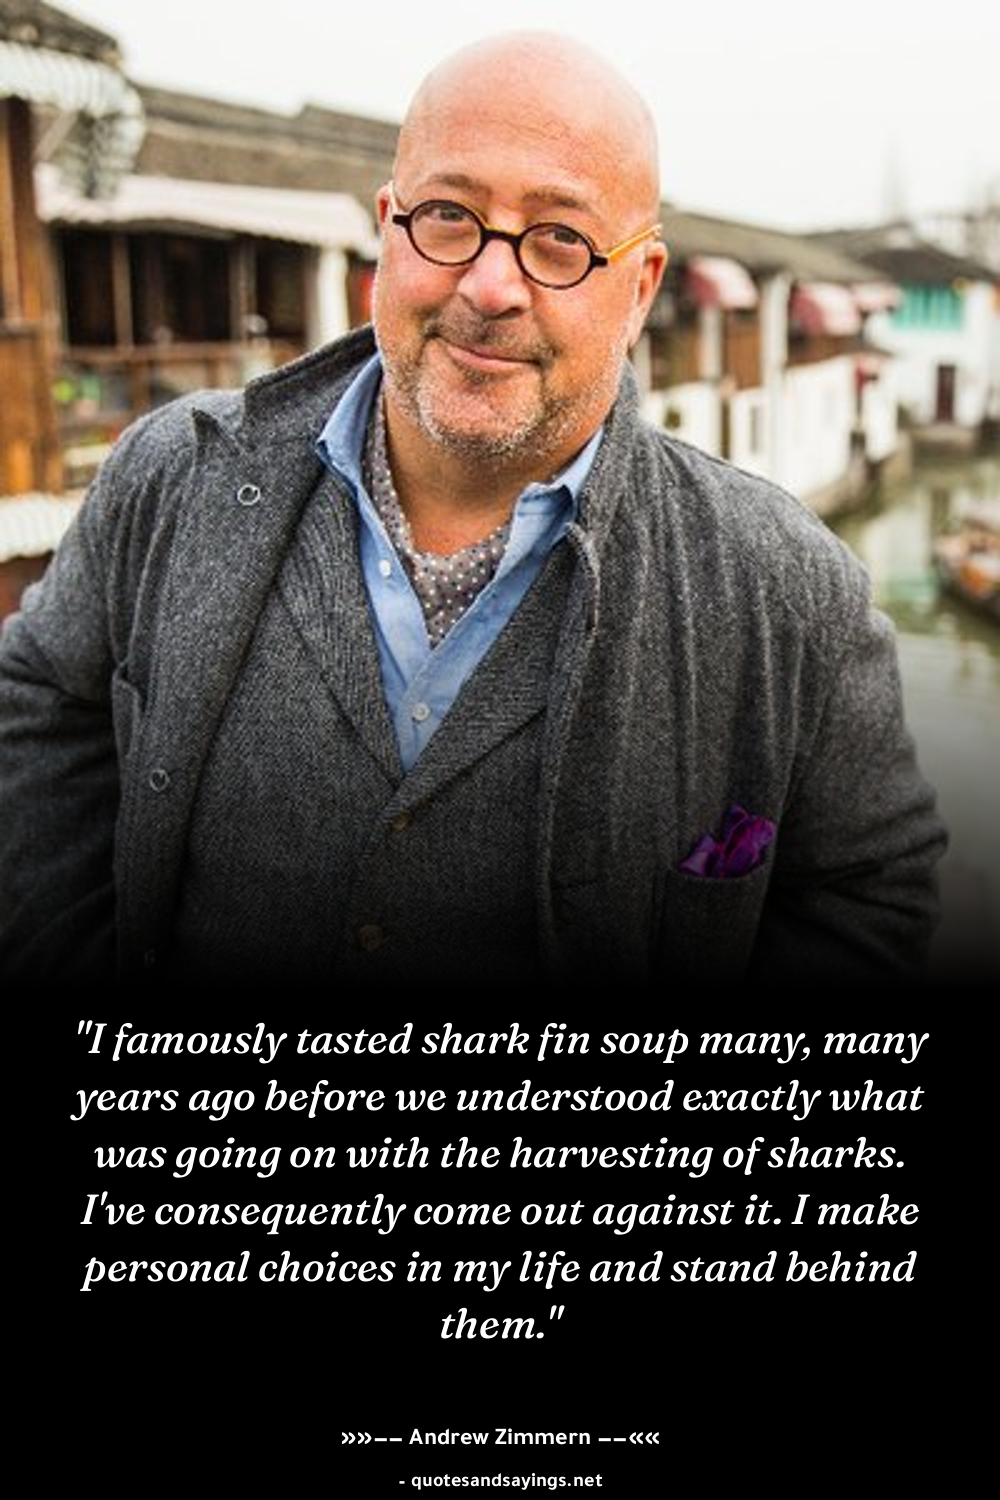 "I famously tasted shark fin soup many, many
years ago before we understood exactly what
was going on with the harvesting of sharks.
I've consequently come out against it. I make
personal choices in my life and stand behind
them."
»»–– Andrew Zimmern ––««
- quotesandsayings.net